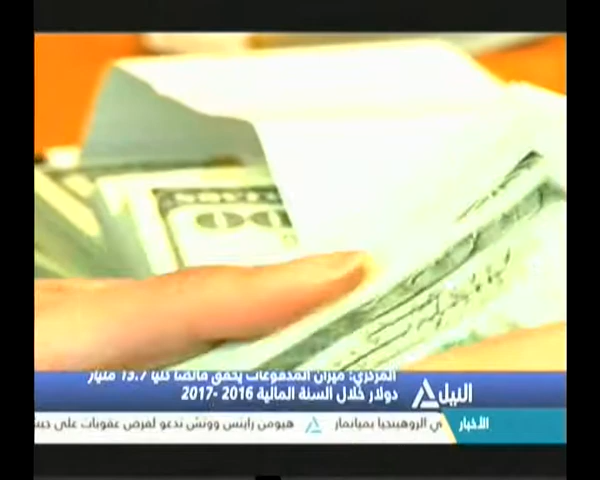 المركزي: ميزان المدفوعات يحقق فائضا كليا 13.7 مليار
دولار خلال السنة المالية 2016 -2017
النيل
الأخبار
ي الروهينجيا بميانمار
هيومن رايتس ووتش تدعو لفرض عقوبات على
00